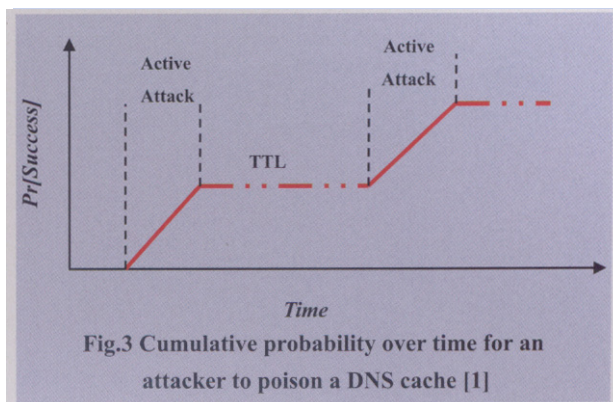 Active
Attack
Active
Attack
TTL
Pr[Success]
Time
Fig.3 Cumulative probability over time for an
attacker to poison a DNS cache [1]